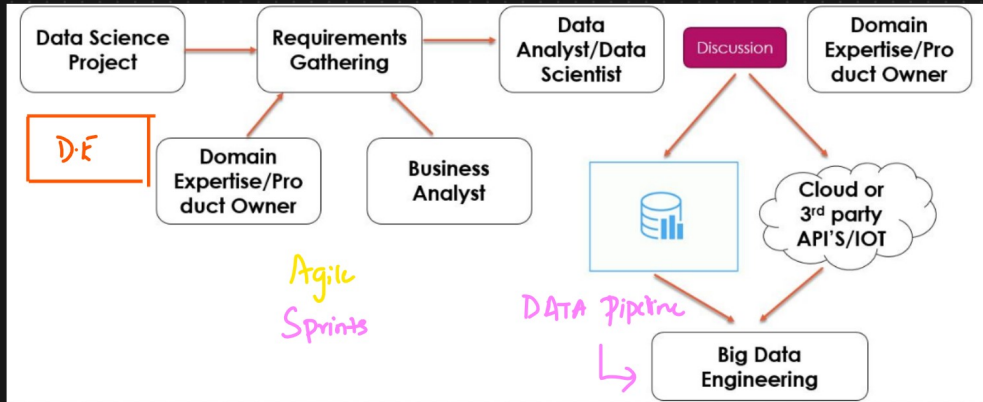 Data Science
Project
Requirements
Gathering
Data
Analyst/Data
Scientist
Discussion
Domain
Expertise/Pro
duct Owner
D.E
Domain
Expertise/Pro
duct Owner
Business
Analyst
Cloud or
3rd party
API'S/IOT
Agile
Sprints
DATA Pipeline
Big Data
Engineering